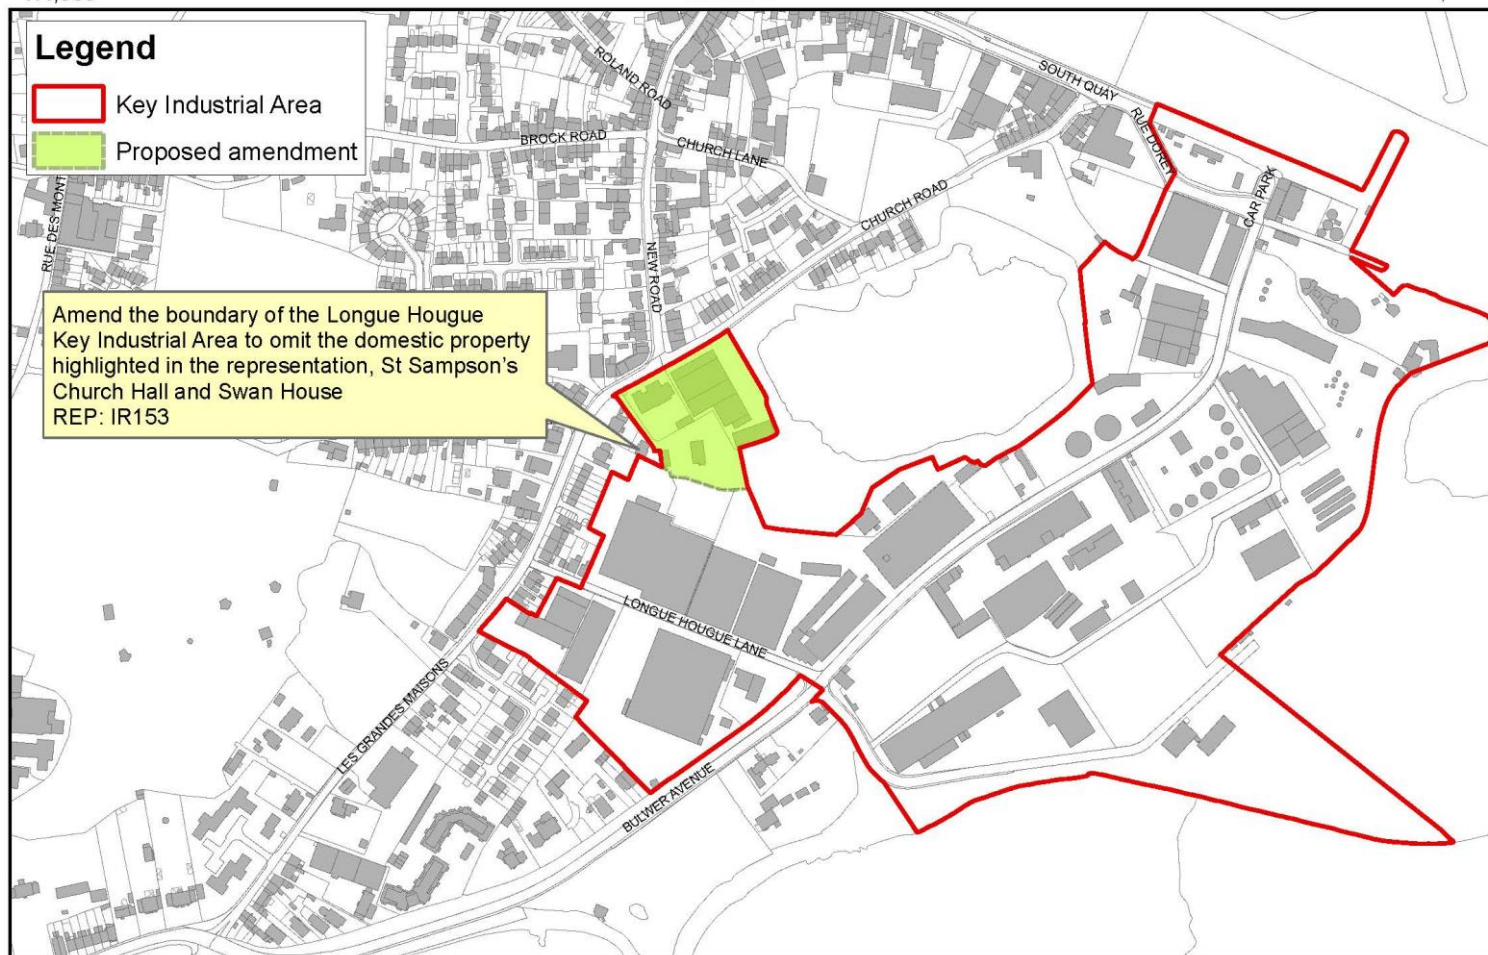 Legend
Key Industrial Area
Proposed amendment
ROLAND ROAD
BROCK ROAD
CHURCH LANE
SOUTH QUAY
RUE DOREY
CAR PARK
CHURCH ROAD
NEW ROAD
RUE DES MONT
Amend the boundary of the Longue Hougue
Key Industrial Area to omit the domestic property
highlighted in the representation, St Sampson's
Church Hall and Swan House
REP: IR153
LONGUE HOUGUE LANE
LES GRANDES MAISONS
BULWER AVENUE